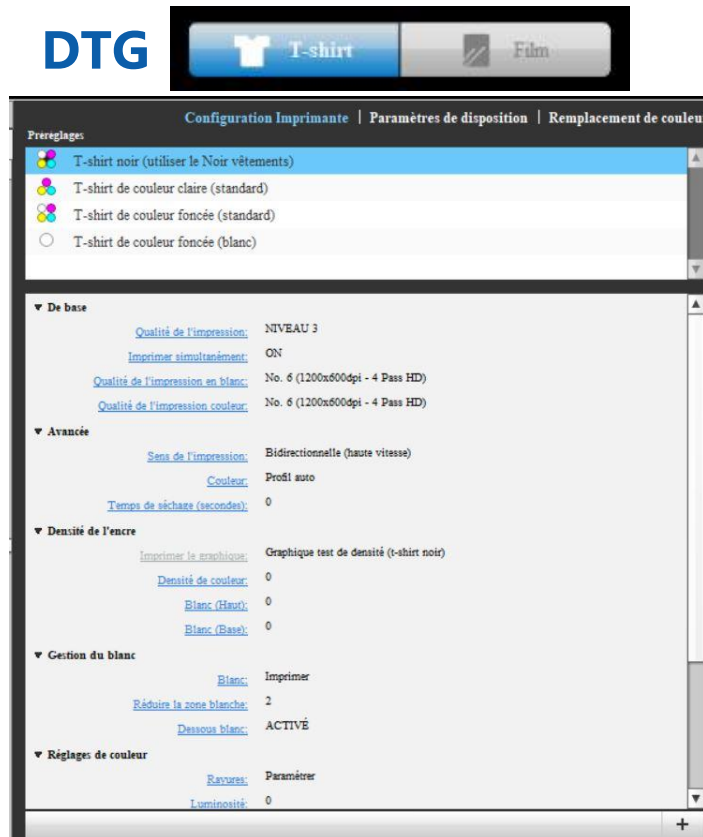 DTG
T-shirt
Film
Configuration Imprimante | Paramètres de disposition | Remplacement de couleur
Préréglages
T-shirt noir (utiliser le Noir vêtements)
T-shirt de couleur claire (standard)
T-shirt de couleur foncée (standard)
T-shirt de couleur foncée (blanc)
▼ De base
Qualité de l'impression: NIVEAU 3
Imprimer simultanément: ON
Qualité de l'impression en blanc: No. 6 (1200x600dpi - 4 Pass HD)
Qualité de l'impression couleur: No. 6 (1200x600dpi - 4 Pass HD)
▼ Avancée
Sens de l'impression: Bidirectionnelle (haute vitesse)
Couleur: Profil auto
Temps de séchage (secondes): 0
▼ Densité de l'encre
Imprimer le graphique: Graphique test de densité (t-shirt noir)
Densité de couleur: 0
Blanc (Haut): 0
Blanc (Base): 0
▼ Gestion du blanc
Blanc: Imprimer
Réduire la zone blanche: 2
Dessous blanc: ACTIVÉ
▼ Réglages de couleur
Rayures: Paramétrer
Luminosité: 0
+